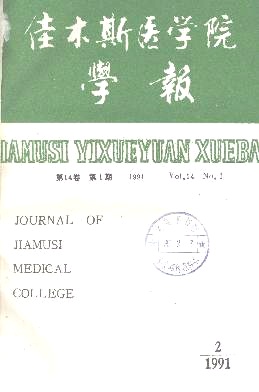 佳木斯医学院
學報
JIAMUSI YIXUEYUAN XUEBA
第14卷 第1期 1991 Vol.14 No.1
JOURNAL OF
JIAMUSI
MEDICAL
COLLEGE
2
1991